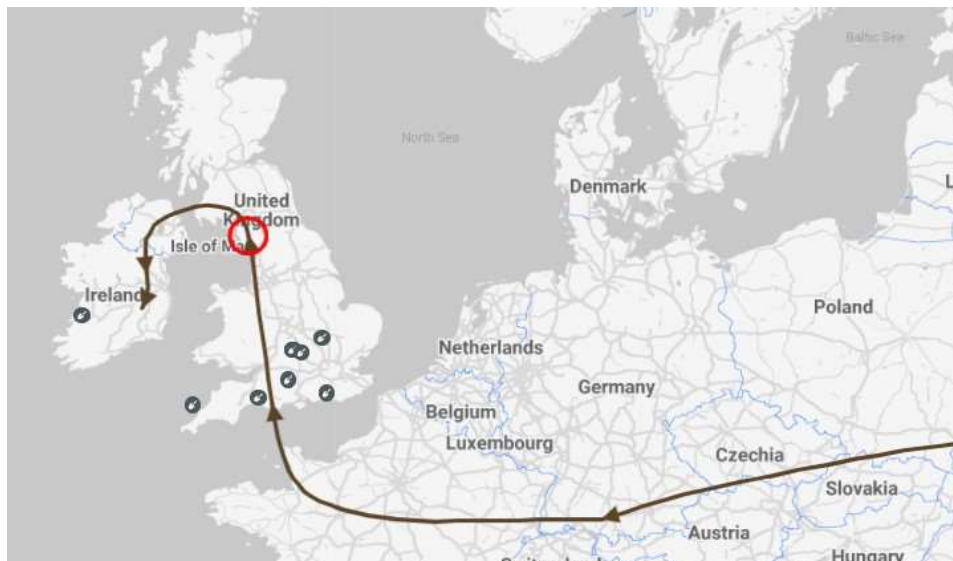 Baltic Sea
North Sea
United
Kingdom
Denmark
Isle of Ma
L
Ireland
Poland
Netherlands
Germany
Belgium
Luxembourg
Czechia
Slovakia
Austria
Hungary